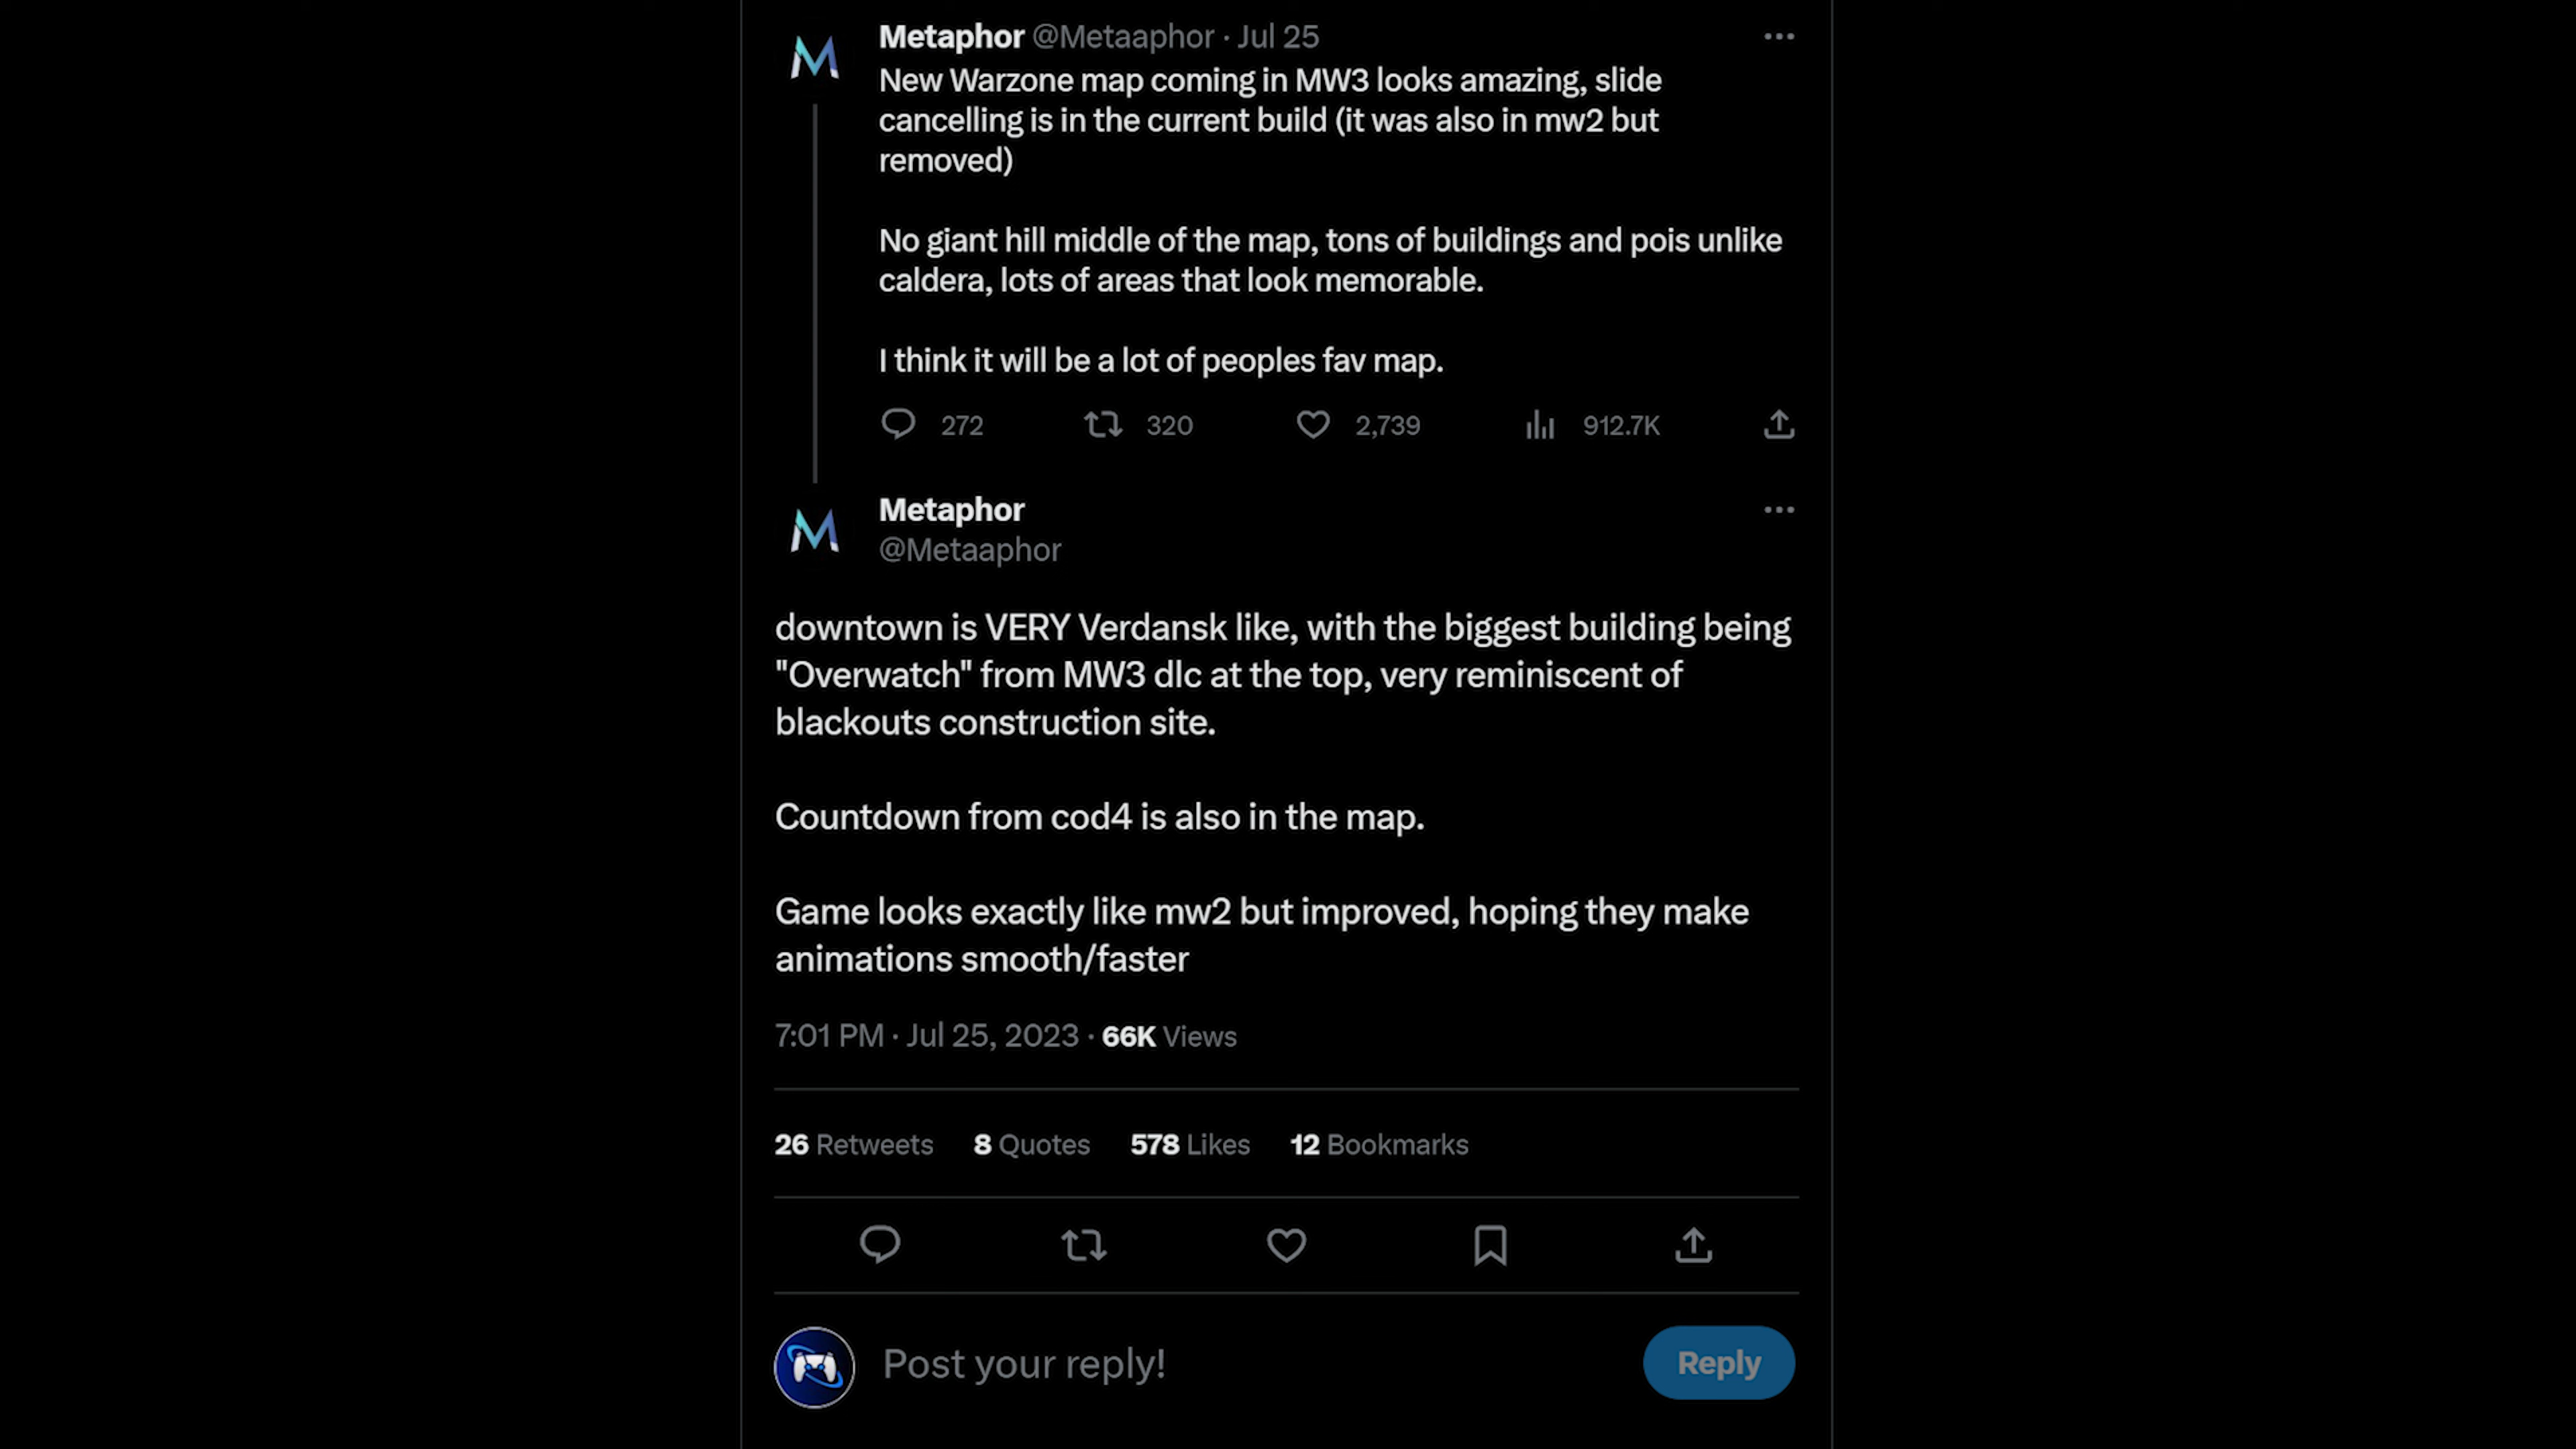 Metaphor @Metaaphor · Jul 25
New Warzone map coming in MW3 looks amazing, slide
cancelling is in the current build (it was also in mw2 but
removed)
No giant hill middle of the map, tons of buildings and pois unlike
caldera, lots of areas that look memorable.
I think it will be a lot of peoples fav map.
272 320 2,739 912.7K
Metaphor
@Metaaphor
downtown is VERY Verdansk like, with the biggest building being
"Overwatch" from MW3 dlc at the top, very reminiscent of
blackouts construction site.
Countdown from cod4 is also in the map.
Game looks exactly like mw2 but improved, hoping they make
animations smooth/faster
7:01 PM · Jul 25, 2023 · 66K Views
26 Retweets 8 Quotes 578 Likes 12 Bookmarks
Post your reply! Reply